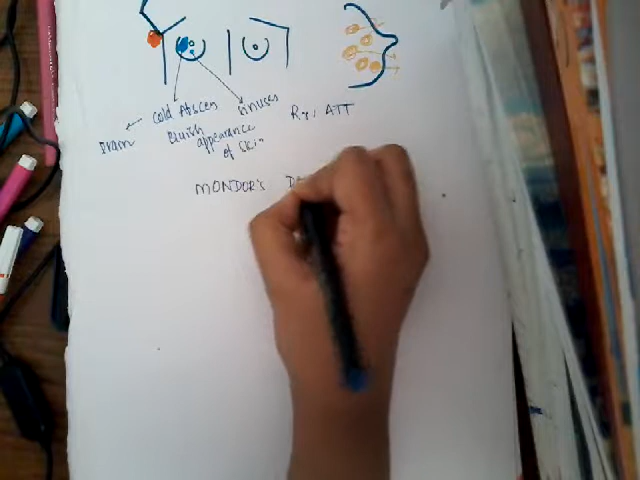 cold Abscess
sinuses
Rx, ATT
Drain
Bluish
appearance
of skin
MONDOR'S D